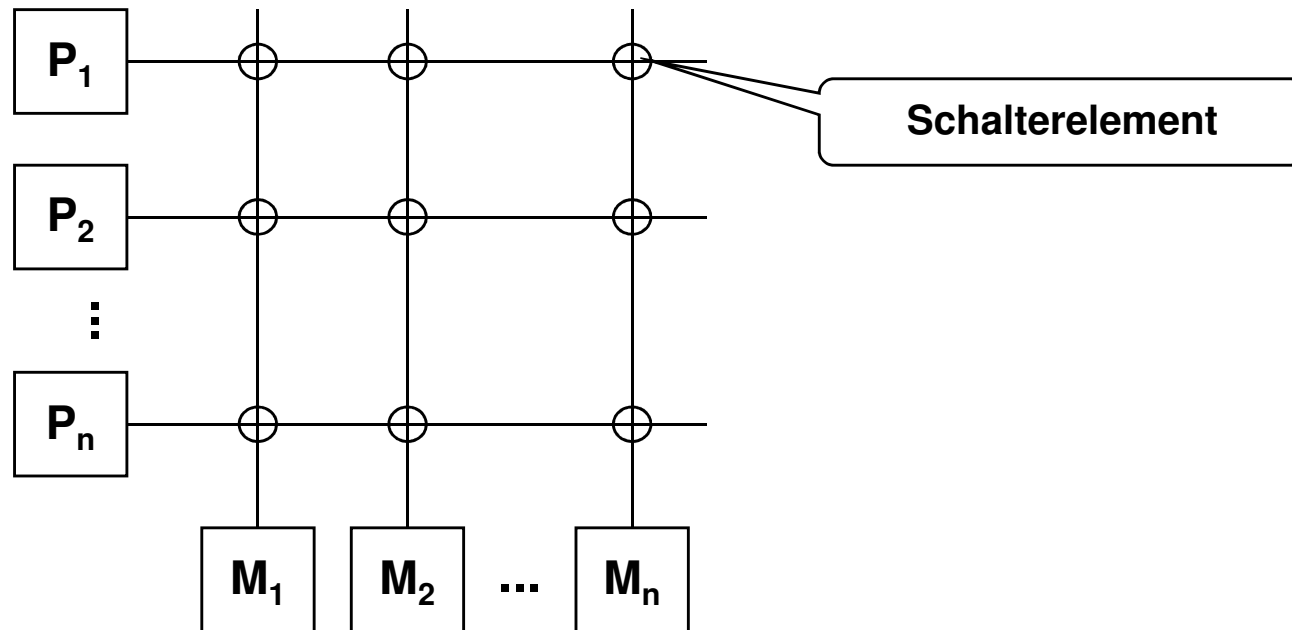 P₁
Schalterelement
P₂
⋮
Pₙ
M₁ M₂ ... Mₙ